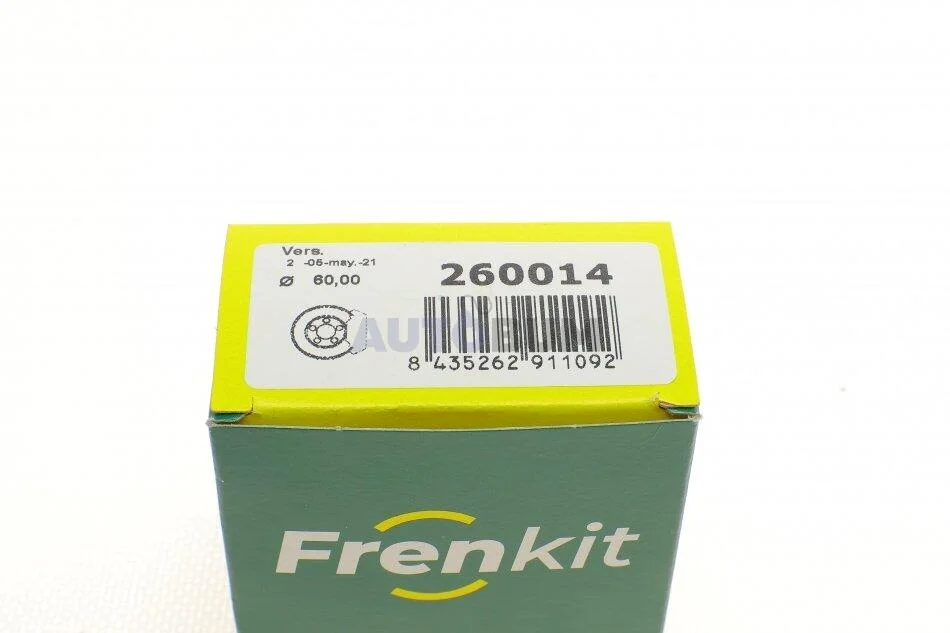 Vers.
2 -05-may.-21
Ø 60,00
260014
8 435262 911092
Frenkit